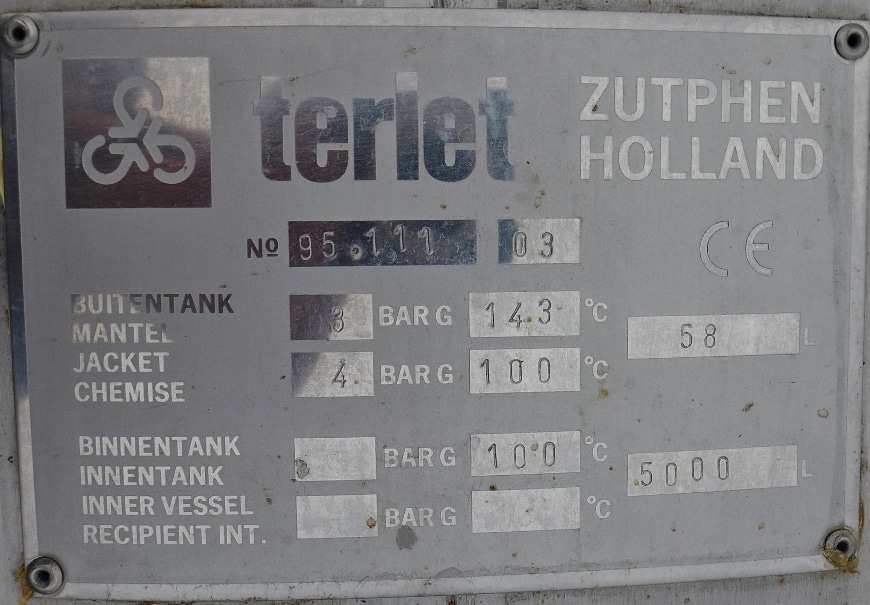 terlet ZUTPHEN
HOLLAND
Nº 95.111 03
CE
BUITENTANK 3 BAR G 143 °C
MANTEL 58 L
JACKET 4 BAR G 100 °C
CHEMISE
BINNENTANK BAR G 100 °C
INNENTANK 5000 L
INNER VESSEL BAR G °C
RECIPIENT INT.